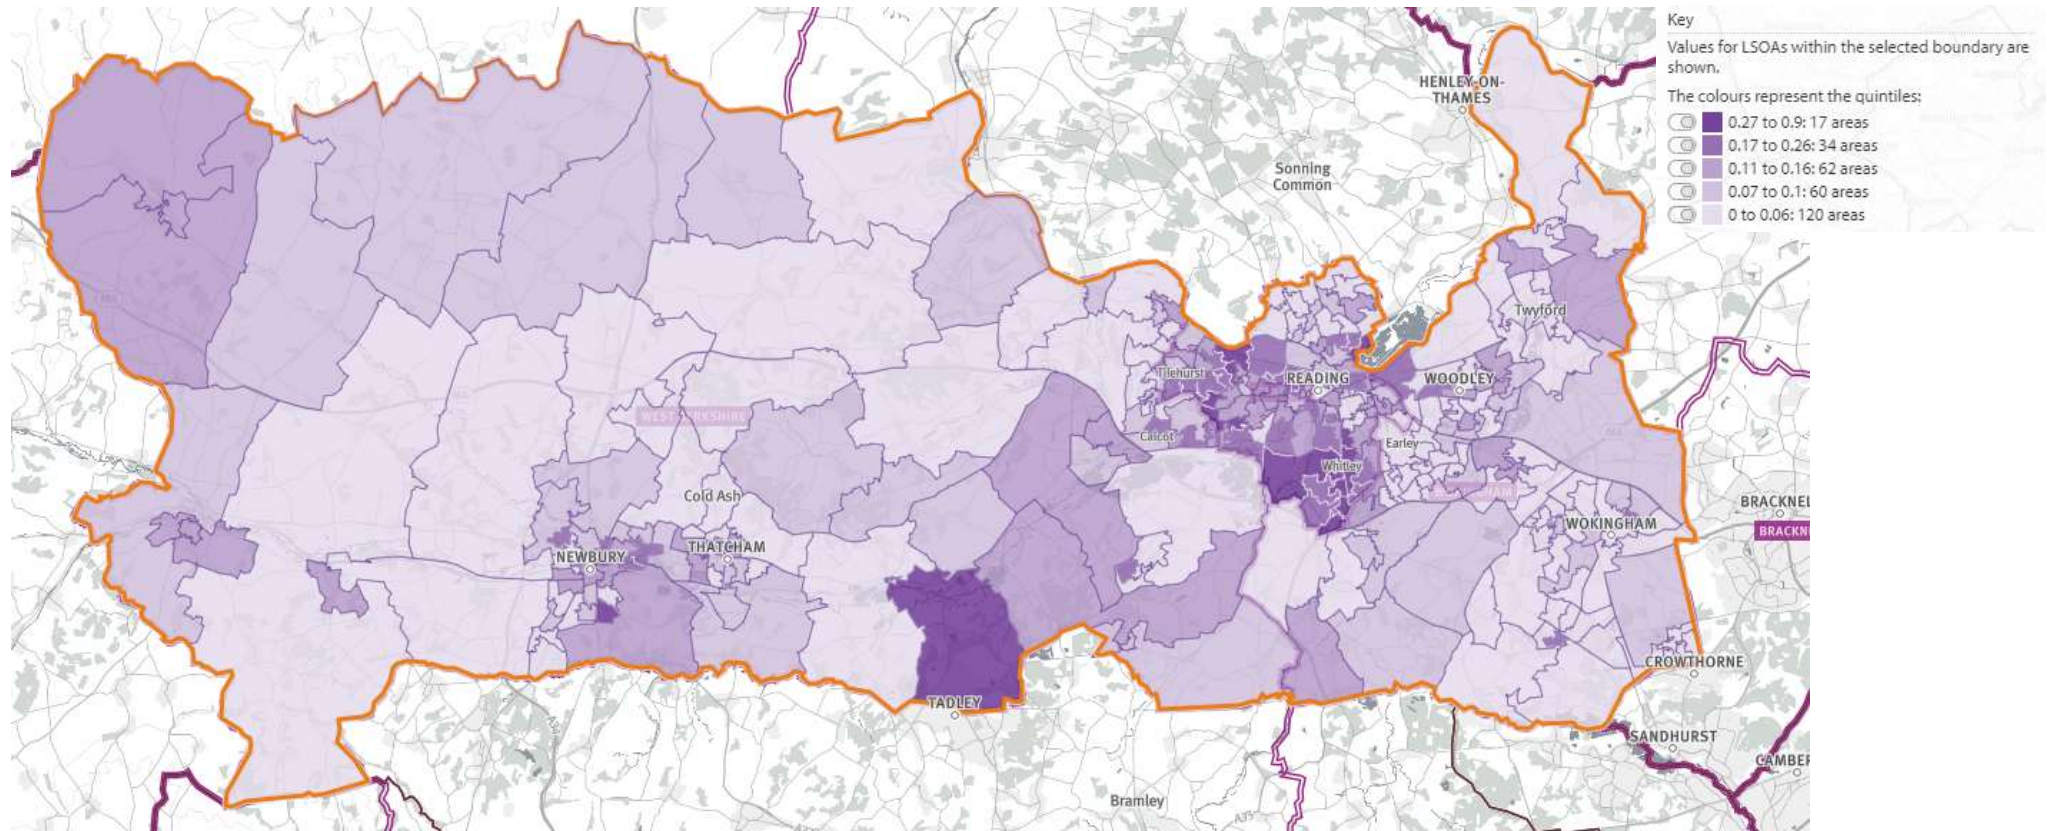 Key
Values for LSOAs within the selected boundary are
shown.
The colours represent the quintiles:
0.27 to 0.9: 17 areas
0.17 to 0.26: 34 areas
0.11 to 0.16: 62 areas
0.07 to 0.1: 60 areas
0 to 0.06: 120 areas
HENLEY-ON-
THAMES
Sonning
Common
Twyford
Tilehurst
READING
WOODLEY
WEST BERKSHIRE
Calcot
Earley
Whitley
Cold Ash
WOKINGHAM
BRACKNEL
WOKINGHAM
BRACKN
NEWBURY
THATCHAM
CROWTHORNE
TADLEY
SANDHURST
CAMBER
Bramley
A33